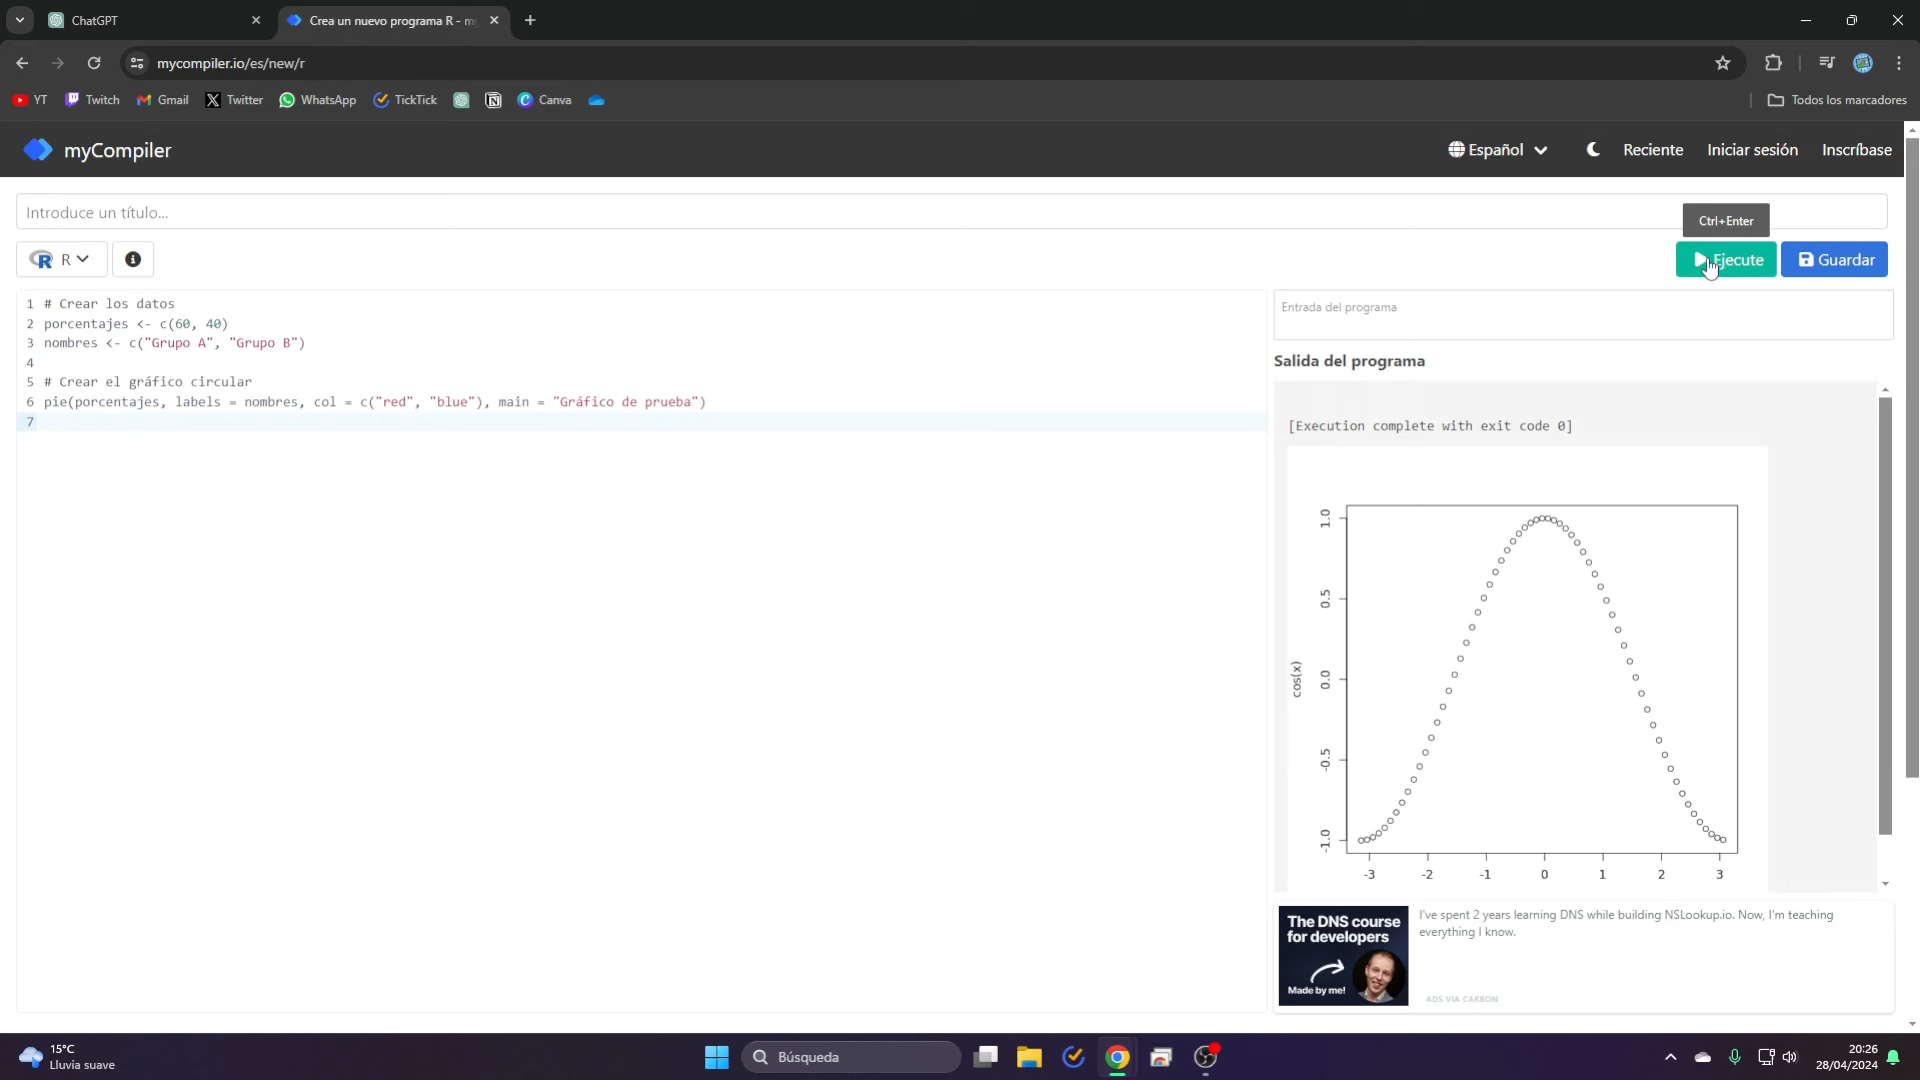 ChatGPT
Crea un nuevo programa R - m
mycompiler.io/es/new/r
YT
Twitch
Gmail
Twitter
WhatsApp
TickTick
Canva
Todos los marcadores
myCompiler
Español
Reciente
Iniciar sesión
Inscríbase
Introduce un título...
Ctrl+Enter
R
Ejecute
Guardar
1 # Crear los datos
2 porcentajes <- c(60, 40)
3 nombres <- c("Grupo A", "Grupo B")
4
5 # Crear el gráfico circular
6 pie(porcentajes, labels = nombres, col = c("red", "blue"), main = "Gráfico de prueba")
7
Entrada del programa
Salida del programa
[Execution complete with exit code 0]
1.0
0.5
0.0
-0.5
-1.0
cos(x)
-3 -2 -1 0 1 2 3
The DNS course
for developers
Made by me!
I've spent 2 years learning DNS while building NSLookup.io. Now, I'm teaching
everything I know.
ADS VIA CARBON
15°C
Lluvia suave
Búsqueda
20:26
28/04/2024